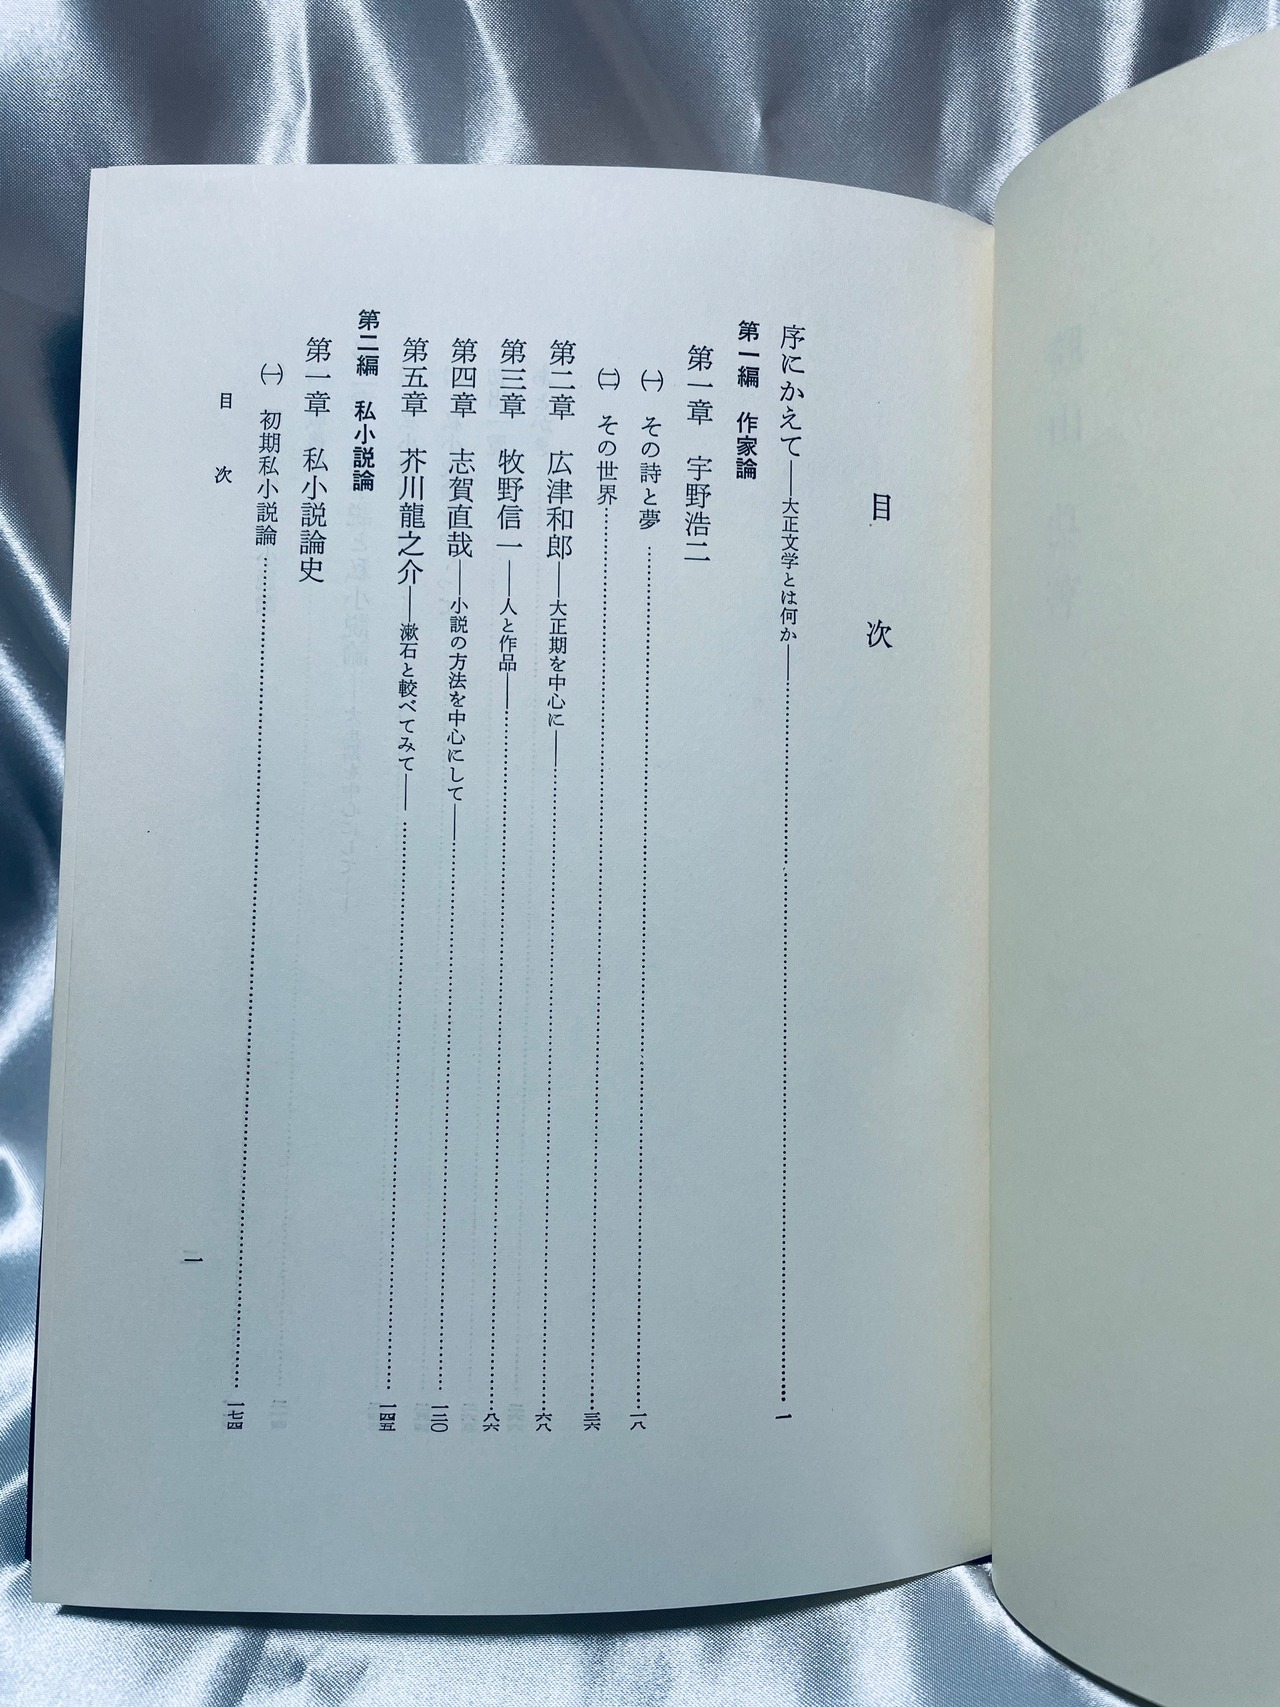 目次
序にかえて――大正文学とは何か――……一
第一編　作家論
第一章　宇野浩二
㈠　その詩と夢……一八
㈡　その世界……三六
第二章　広津和郎――大正期を中心に――……六八
第三章　牧野信一――人と作品――……八六
第四章　志賀直哉――小説の方法を中心にして――……一二〇
第五章　芥川龍之介――漱石と較べてみて――……一四五
第二編　私小説論
第一章　私小説論史
㈠　初期私小説論……一七四
目次
一